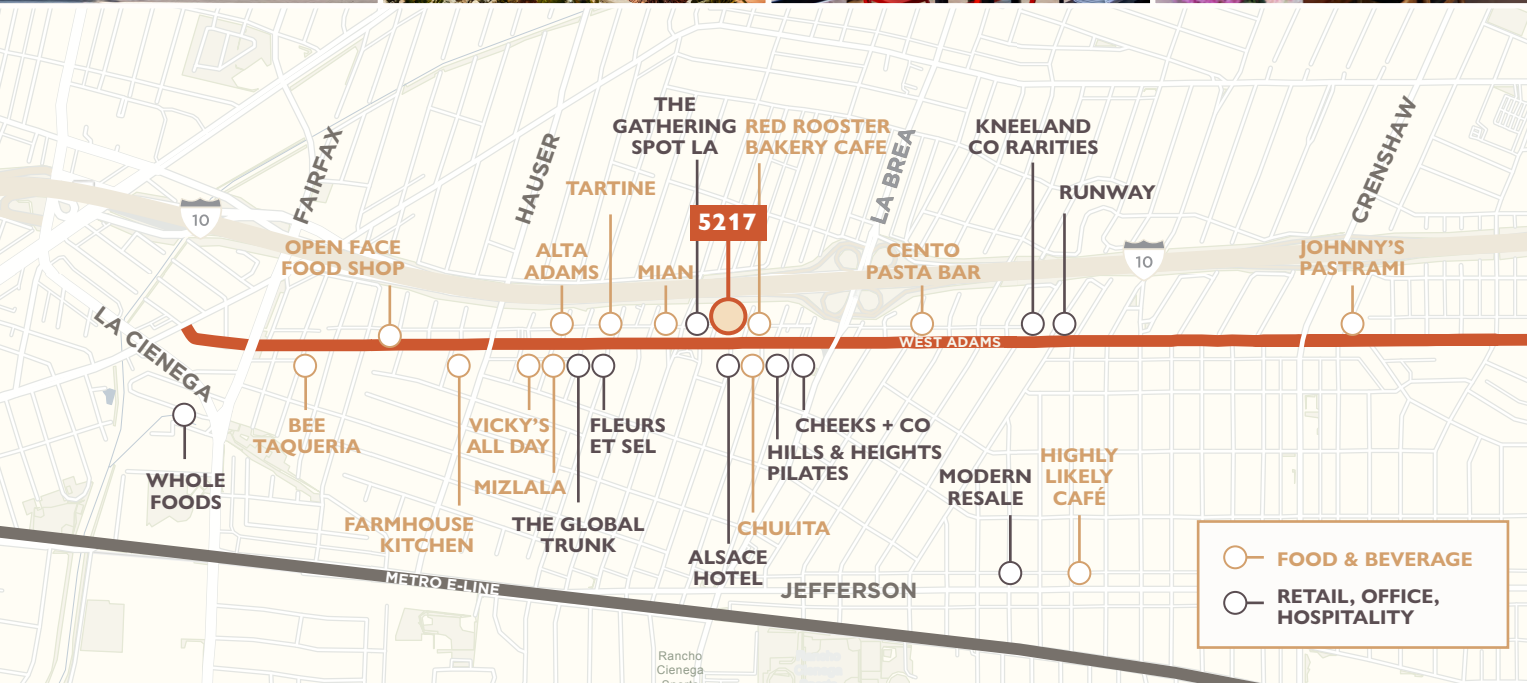 THE
GATHERING
SPOT LA
RED ROOSTER
BAKERY CAFE
KNEELAND
CO RARITIES
CRENSHAW
FAIRFAX
HAUSER
LA BREA
TARTINE
RUNWAY
10
5217
OPEN FACE
FOOD SHOP
ALTA
ADAMS
MIAN
CENTO
PASTA BAR
10
JOHNNY'S
PASTRAMI
LA CIENEGA
WEST ADAMS
BEE
TAQUERIA
VICKY'S
ALL DAY
FLEURS
ET SEL
CHEEKS + CO
HILLS & HEIGHTS
PILATES
WHOLE
FOODS
MIZLALA
MODERN
RESALE
HIGHLY
LIKELY
CAFÉ
FARMHOUSE
KITCHEN
THE GLOBAL
TRUNK
CHULITA
ALSACE
HOTEL
METRO E-LINE
JEFFERSON
FOOD & BEVERAGE
RETAIL, OFFICE,
HOSPITALITY
Rancho
Cienega